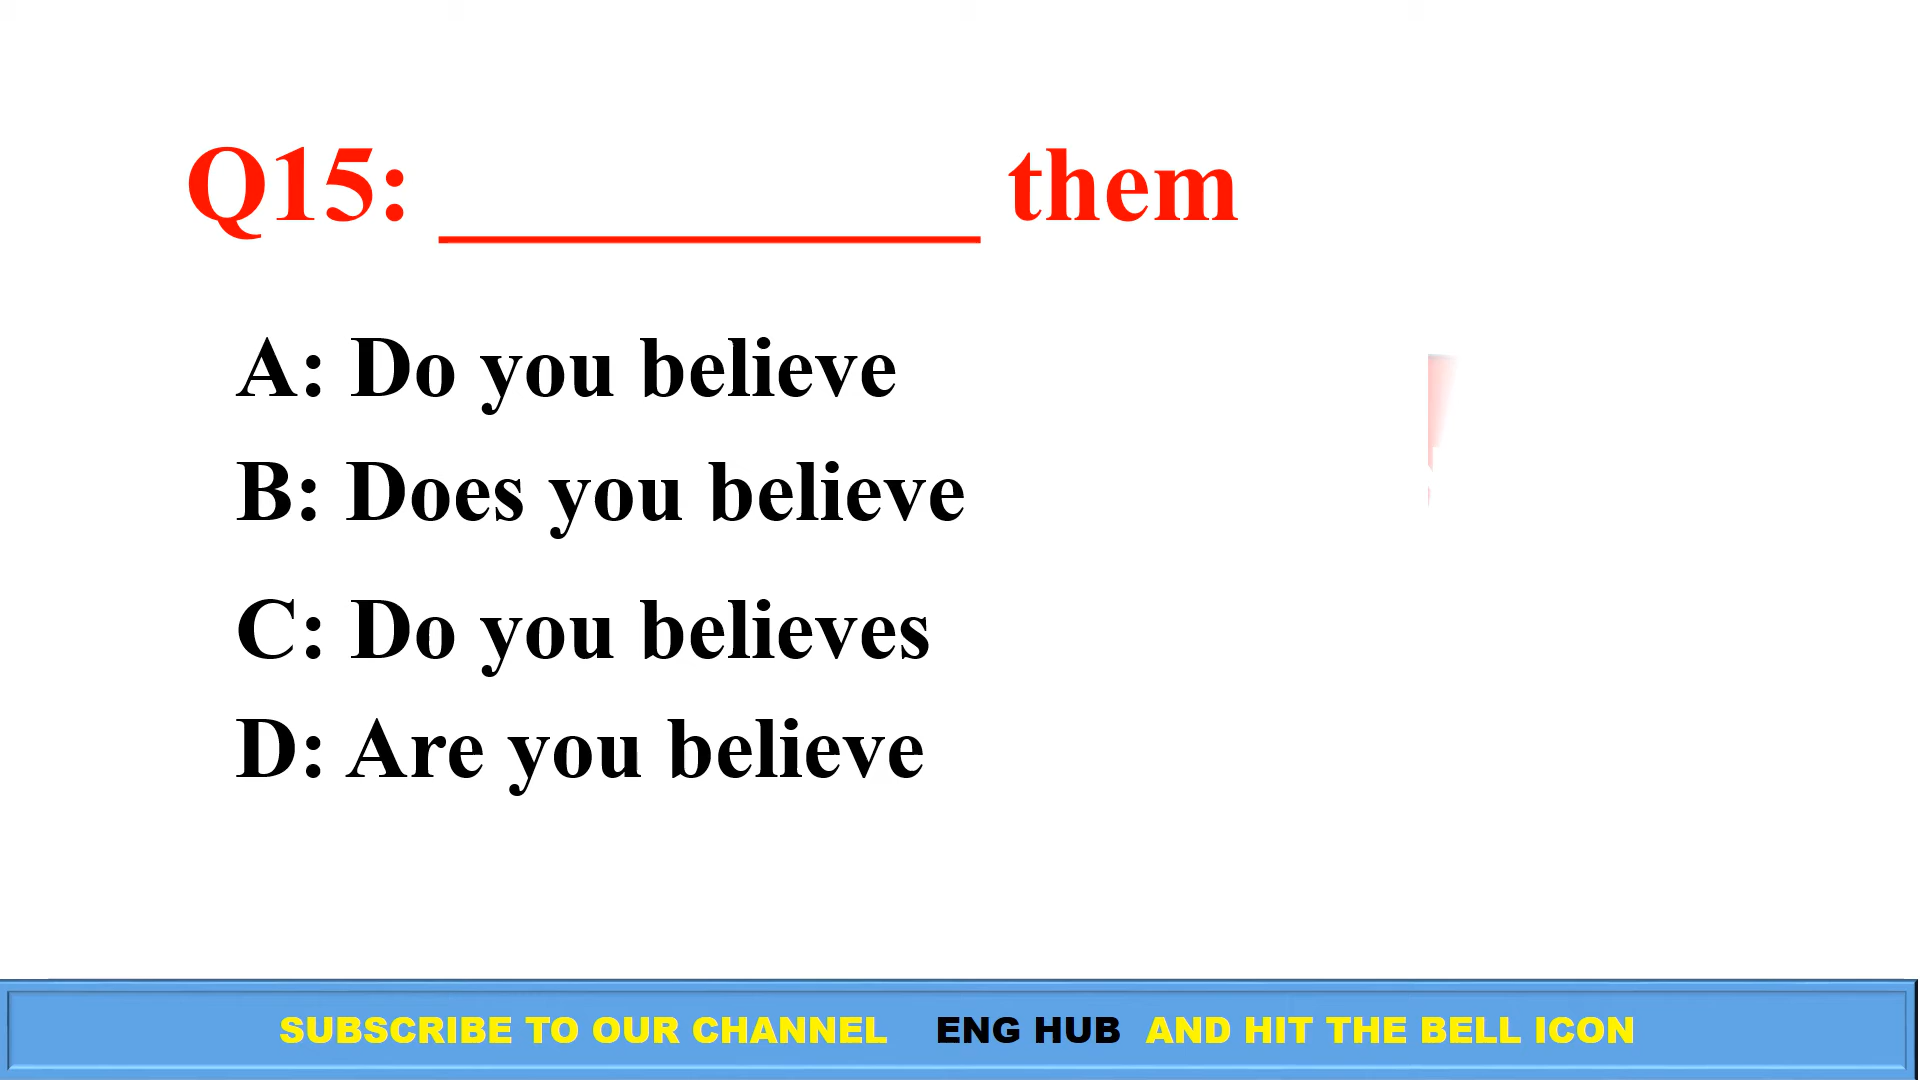 Q15: _____________ them
A: Do you believe
B: Does you believe
C: Do you believes
D: Are you believe
SUBSCRIBE TO OUR CHANNEL ENG HUB AND HIT THE BELL ICON